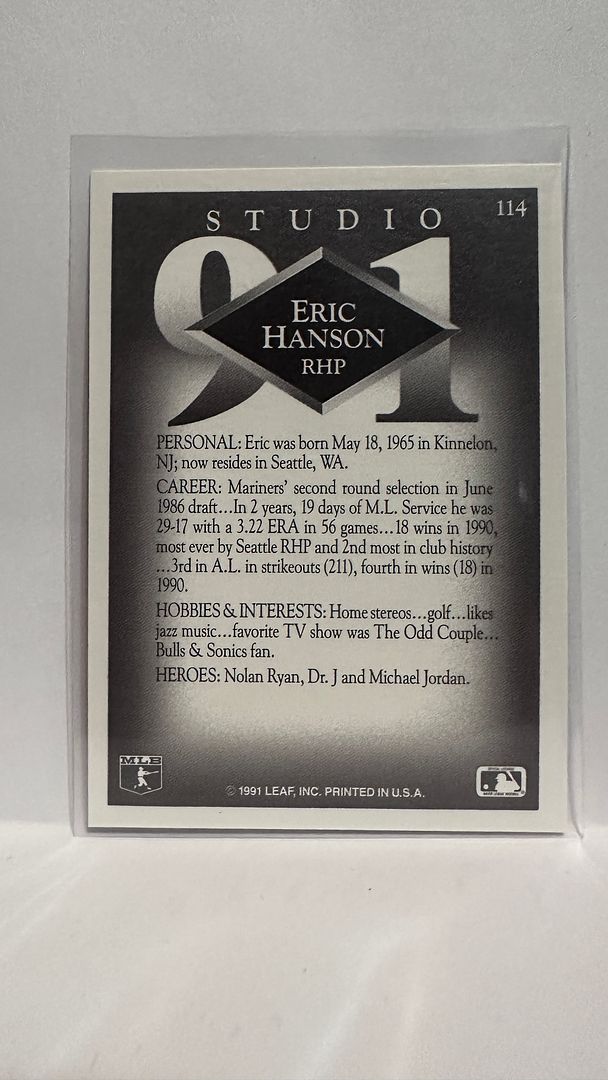 114
STUDIO
91
ERIC
HANSON
RHP
PERSONAL: Eric was born May 18, 1965 in Kinnelon,
NJ; now resides in Seattle, WA.
CAREER: Mariners' second round selection in June
1986 draft...In 2 years, 19 days of M.L. Service he was
29-17 with a 3.22 ERA in 56 games...18 wins in 1990,
most ever by Seattle RHP and 2nd most in club history
...3rd in A.L. in strikeouts (211), fourth in wins (18) in
1990.
HOBBIES & INTERESTS: Home stereos...golf...likes
jazz music...favorite TV show was The Odd Couple...
Bulls & Sonics fan.
HEROES: Nolan Ryan, Dr. J and Michael Jordan.
MLB
© 1991 LEAF, INC. PRINTED IN U.S.A.